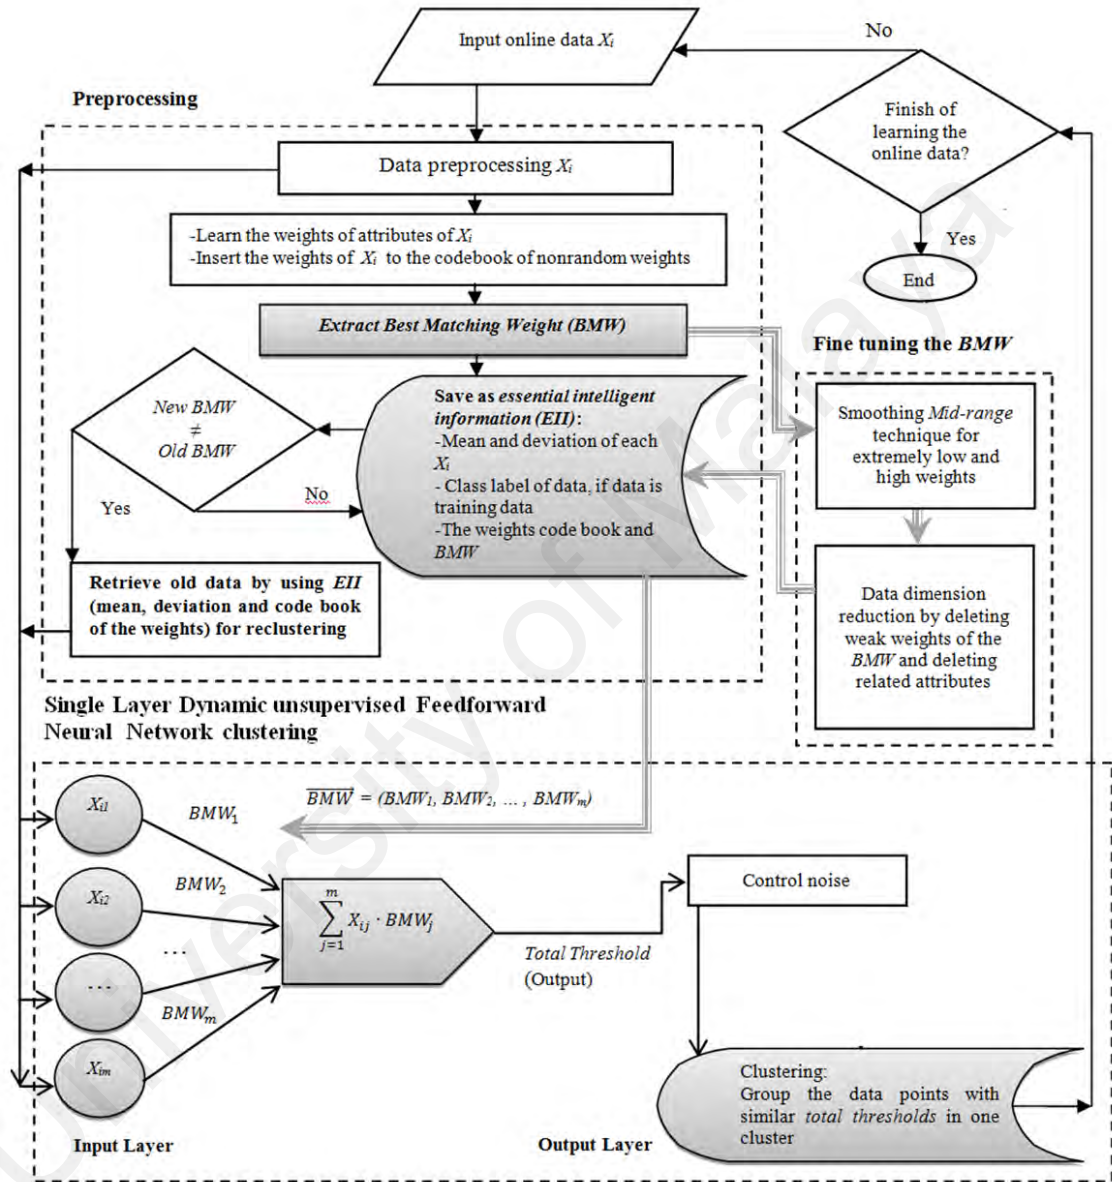 Input online data Xi
No
Preprocessing
Finish of
learning the
online data?
Data preprocessing Xi
-Learn the weights of attributes of Xi
-Insert the weights of Xi to the codebook of nonrandom weights
Yes
End
Extract Best Matching Weight (BMW)
Fine tuning the BMW
New BMW
≠
Old BMW
Save as essential intelligent
information (EII):
-Mean and deviation of each
Xi
- Class label of data, if data is
training data
-The weights code book and
BMW
Smoothing Mid-range
technique for
extremely low and
high weights
No
Yes
Retrieve old data by using EII
(mean, deviation and code book
of the weights) for reclustering
Data dimension
reduction by deleting
weak weights of the
BMW and deleting
related attributes
Single Layer Dynamic unsupervised Feedforward
Neural Network clustering
Xi1
BMW1
BMW = (BMW1, BMW2, ... , BMWm)
Xi2
BMW2
...
...
BMWm
Xim
m
∑ Xij · BMWj
j=1
Total Threshold
(Output)
Control noise
Clustering:
Group the data points with
similar total thresholds in one
cluster
Input Layer
Output Layer
University of Malaya